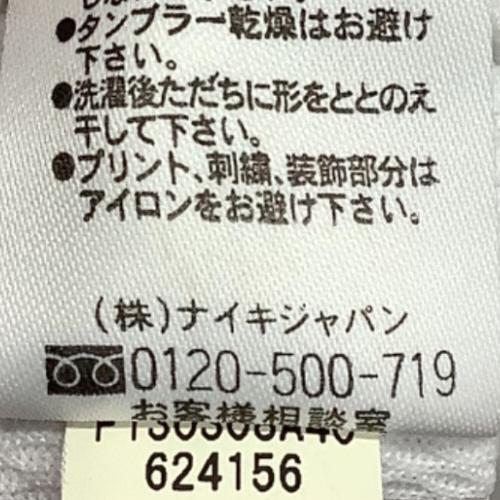 ●タンブラー乾燥はお避け
下さい。
●洗濯後ただちに形をととのえ
干して下さい。
●プリント、刺繍、装飾部分は
アイロンをお避け下さい。
(株)ナイキジャパン
0120-500-719
お客様相談室
624156